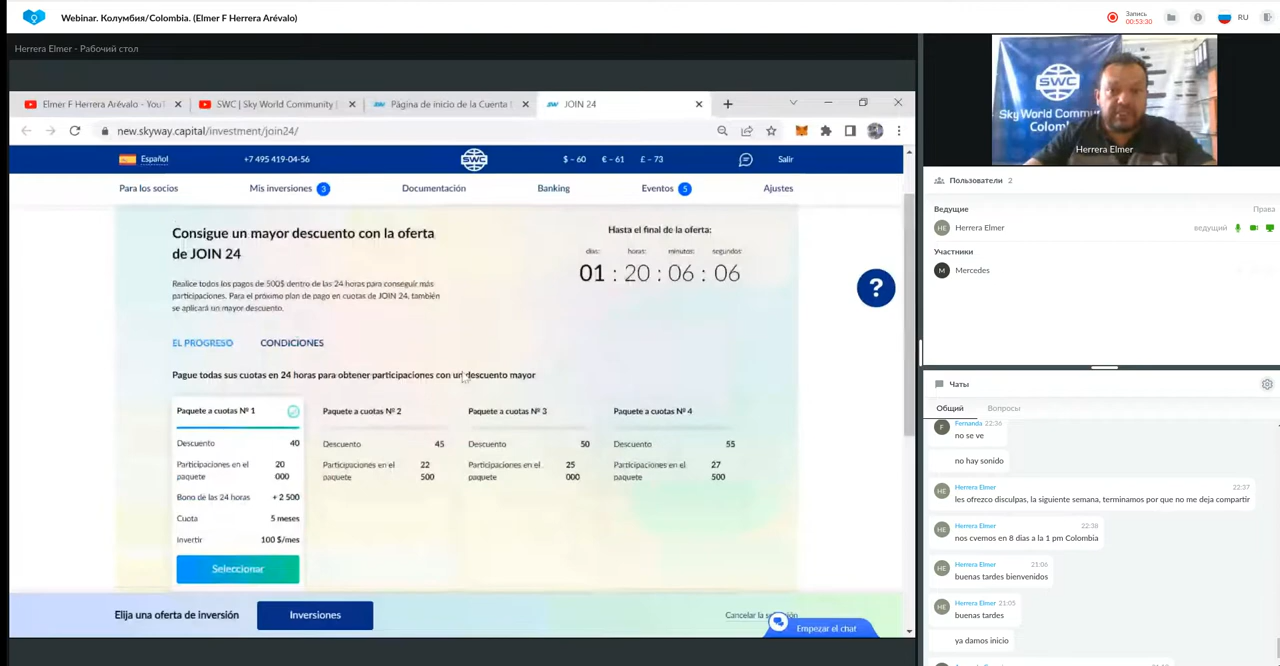 Webinar. Колумбия/Colombia. (Elmer F Herrera Arévalo)
Запись
00:53:30
RU
Herrera Elmer - Рабочий стол
Elmer F Herrera Arévalo - YouT
SWC | Sky World Community |
Página de inicio de la Cuenta
JOIN 24
new.skyway.capital/investment/join24/
Español
+7 495 419-04-56
SWC
$ – 60
€ – 61
£ – 73
Salir
Para los socios
Mis inversiones 3
Documentación
Banking
Eventos 5
Ajustes
Consigue un mayor descuento con la oferta
de JOIN 24
Hasta el final de la oferta:
días: horas: minutos: segundos:
01 : 20 : 06 : 06
Realice todos los pagos de 500$ dentro de las 24 horas para conseguir más
participaciones. Para el próximo plan de pago en cuotas de JOIN 24, también
se aplicará un mayor descuento.
?
EL PROGRESO
CONDICIONES
Pague todas sus cuotas en 24 horas para obtener participaciones con un descuento mayor
Paquete a cuotas Nº 1
Descuento 40
Participaciones en el 20
paquete 000
Bono de las 24 horas + 2 500
Cuota 5 meses
Invertir 100 $/mes
Seleccionar
Paquete a cuotas Nº 2
Descuento 45
Participaciones en el 22
paquete 500
Paquete a cuotas Nº 3
Descuento 50
Participaciones en el 25
paquete 000
Paquete a cuotas Nº 4
Descuento 55
Participaciones en el 27
paquete 500
Elija una oferta de inversión
Inversiones
Cancelar la
Empezar el chat
SWC
Sky World Commu
Colom
Herrera Elmer
Пользователи 2
Ведущие
Права
HE Herrera Elmer
ведущий
Участники
M Mercedes
Чаты
Общий
Вопросы
F Fernanda 22:36
no se ve
no hay sonido
HE Herrera Elmer 22:37
les ofrezco disculpas, la siguiente semana, terminamos por que no me deja compartir
HE Herrera Elmer 22:38
nos cvemos en 8 dias a la 1 pm Colombia
HE Herrera Elmer 21:06
buenas tardes bienvenidos
HE Herrera Elmer 21:05
buenas tardes
ya damos inicio